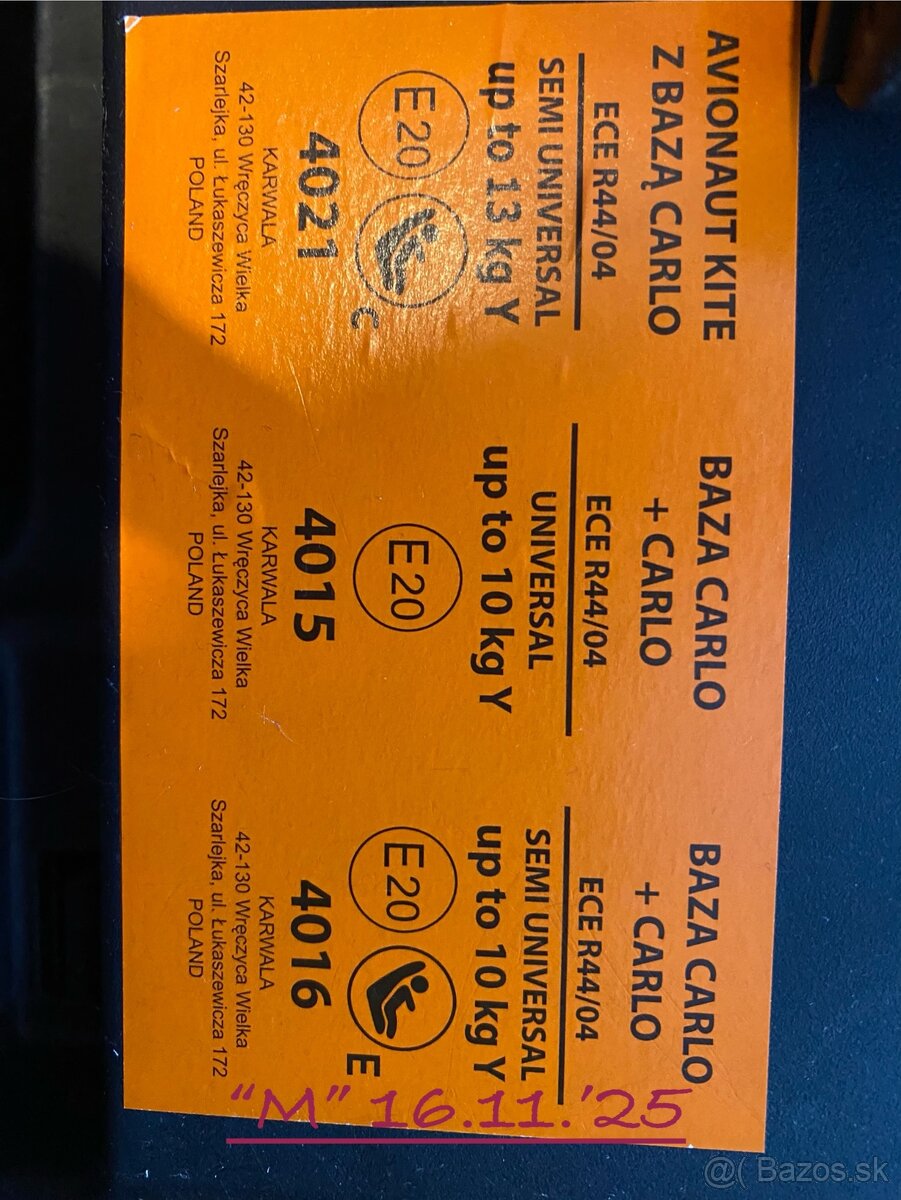 AVIONAUT KITE
Z BAZĄ CARLO
ECE R44/04
SEMI UNIVERSAL
up to 13 kg Y
E20
C
4021
KARWALA
42-130 Wręczyca Wielka
Szarlejka, ul. Łukaszewicza 172
POLAND
BAZA CARLO
+ CARLO
ECE R44/04
UNIVERSAL
up to 10 kg Y
E20
4015
KARWALA
42-130 Wręczyca Wielka
Szarlejka, ul. Łukaszewicza 172
POLAND
BAZA CARLO
+ CARLO
ECE R44/04
SEMI UNIVERSAL
up to 10 kg Y
E20
E
4016
KARWALA
42-130 Wręczyca Wielka
Szarlejka, ul. Łukaszewicza 172
POLAND
"M" 16.11.'25
@( Bazos.sk